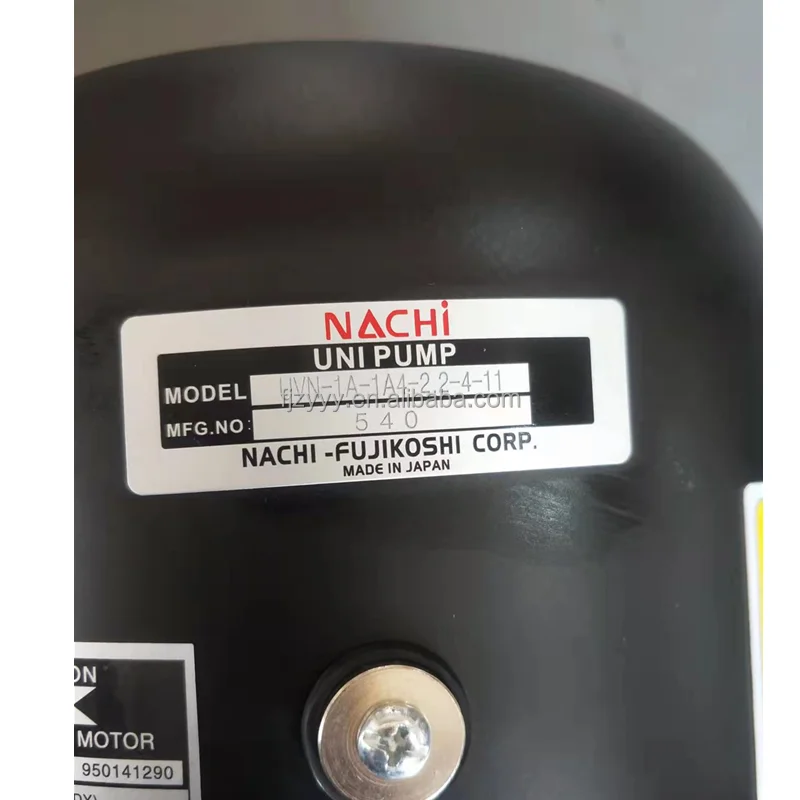 NACHi
UNI PUMP
MODEL UVN-1A-1A4-2.2-4-11
fjzyyy.en.alibaba.com
MFG.NO 540
NACHI -FUJIKOSHI CORP.
MADE IN JAPAN
MOTOR
950141290